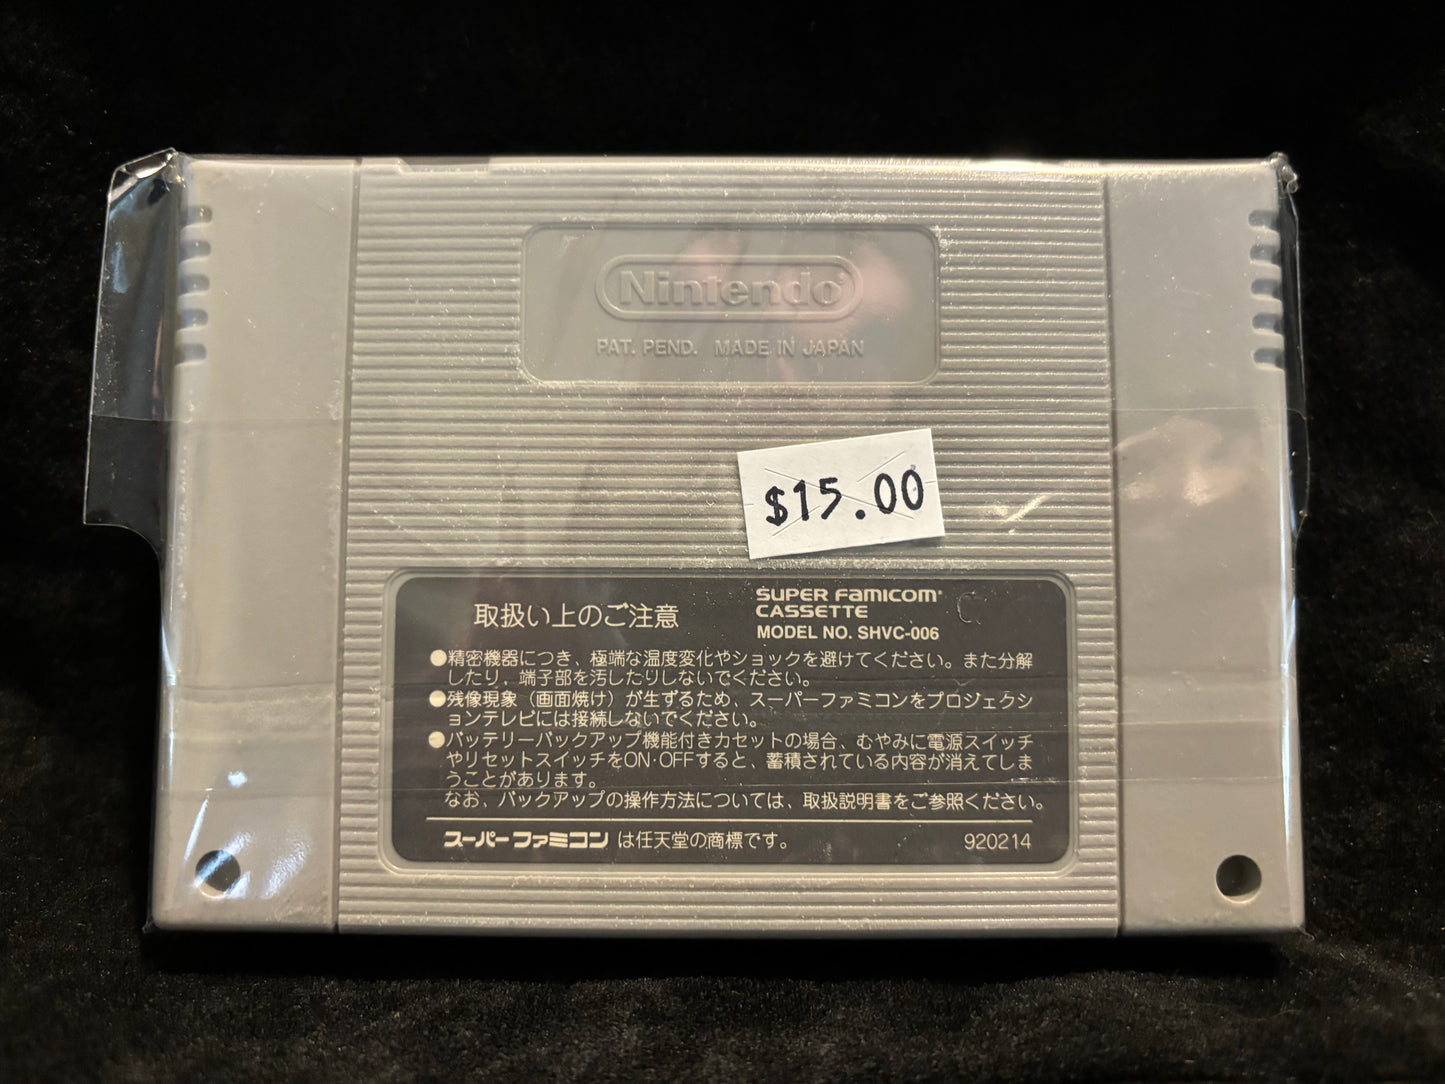 Nintendo®
PAT. PEND. MADE IN JAPAN
$15.00
取扱い上のご注意
SUPER FAMICOM®
CASSETTE
MODEL NO. SHVC-006
●精密機器につき、極端な温度変化やショックを避けてください。また分解
したり、端子部を汚したりしないでください。
●残像現象（画面焼け）が生ずるため、スーパーファミコンをプロジェクシ
ョンテレビには接続しないでください。
●バッテリーバックアップ機能付きカセットの場合、むやみに電源スイッチ
やリセットスイッチをON·OFFすると、蓄積されている内容が消えてしま
うことがあります。
なお、バックアップの操作方法については、取扱説明書をご参照ください。
スーパーファミコン は任天堂の商標です。
920214